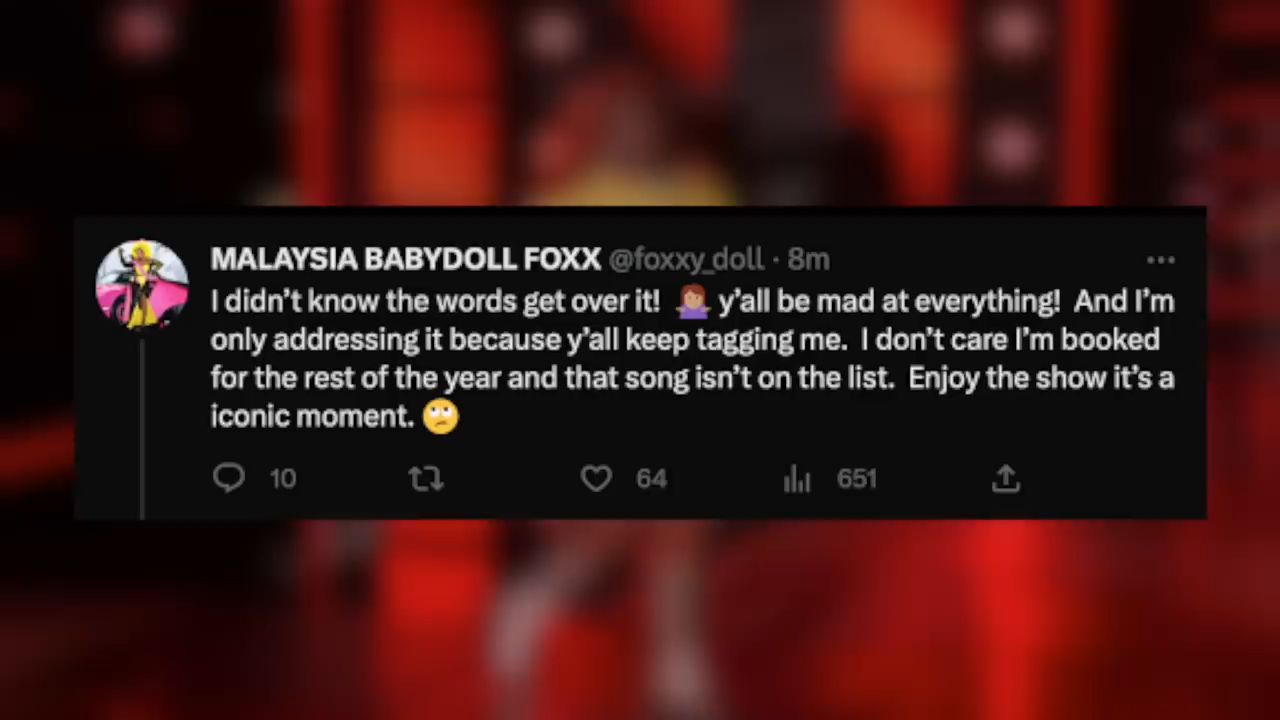 MALAYSIA BABYDOLL FOXX @foxxy_doll · 8m
I didn't know the words get over it! 🤷🏽‍♀️ y'all be mad at everything! And I'm
only addressing it because y'all keep tagging me. I don't care I'm booked
for the rest of the year and that song isn't on the list. Enjoy the show it's a
iconic moment. 🙄
10 64 651